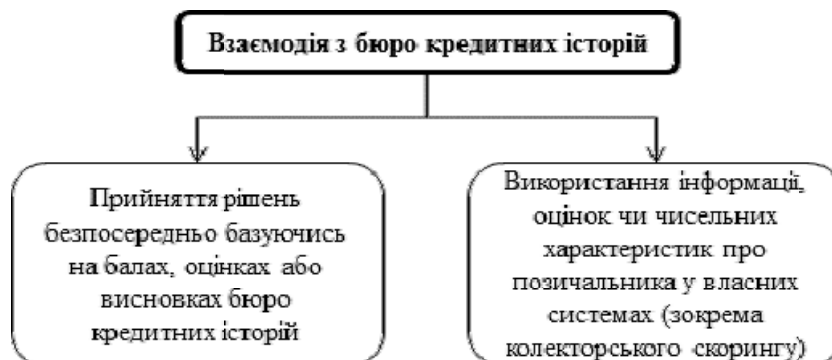 Взаємодія з бюро кредитних історій
Прийняття рішень
безпосередньо базуючись
на балах, оцінках або
висновках бюро
кредитних історій
Використання інформації,
оцінок чи чисельних
характеристик про
позичальника у власних
системах (зокрема
колекторського скорингу)